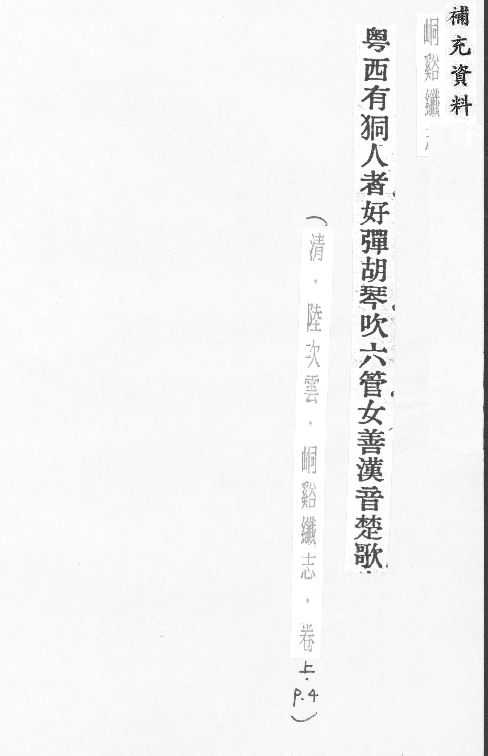 補充資料
峒谿纖志
粤西有狪人者好彈胡琴吹六管女善漢音楚歌
(清・陸次雲・峒谿纖志・卷上・P.4)